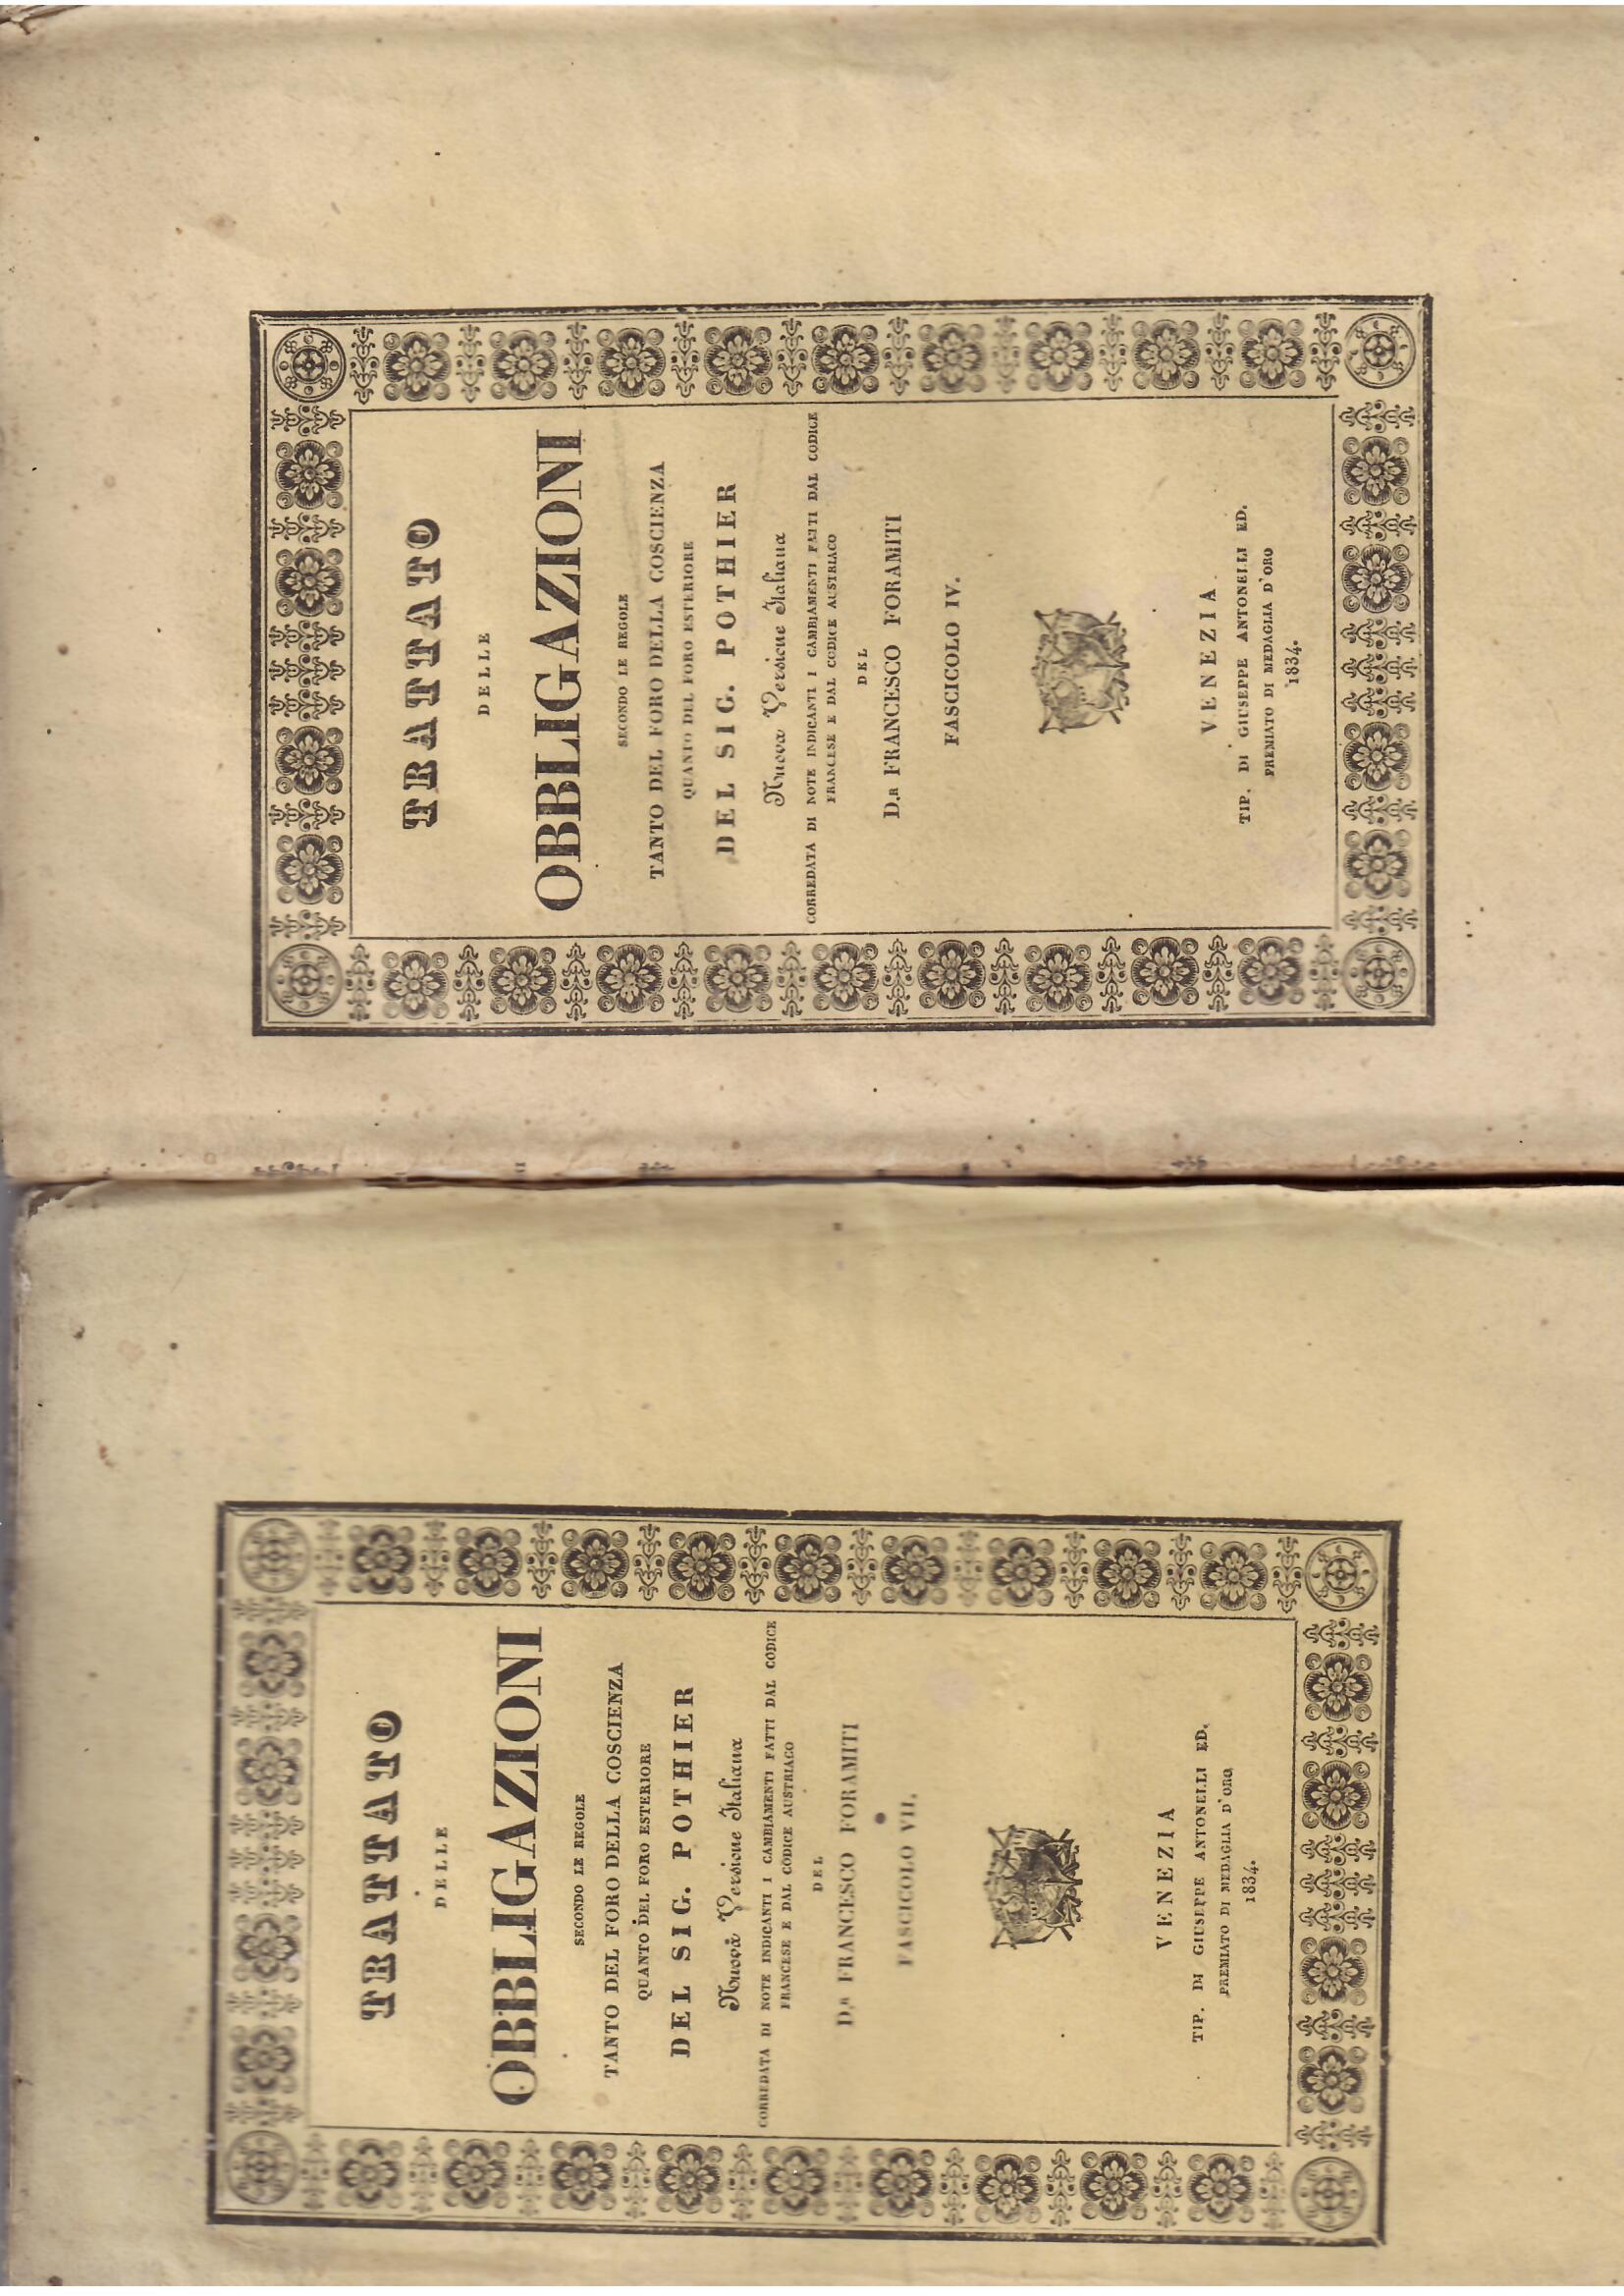 TRATTATO
DELLE
OBBLIGAZIONI
SECONDO LE REGOLE
TANTO DEL FORO DELLA COSCIENZA
QUANTO DEL FORO ESTERIORE
DEL SIG. POTHIER
Nuova Versione Italiana
CORREDATA DI NOTE INDICANTI I CAMBIAMENTI FATTI DAL CODICE
FRANCESE E DAL CODICE AUSTRIACO
DEL
D.R FRANCESCO FORAMITI
FASCICOLO IV.
VENEZIA
TIP. DI GIUSEPPE ANTONELLI ED.
PREMIATO DI MEDAGLIA D'ORO
1834.
TRATTATO
DELLE
OBBLIGAZIONI
SECONDO LE REGOLE
TANTO DEL FORO DELLA COSCIENZA
QUANTO DEL FORO ESTERIORE
DEL SIG. POTHIER
Nuova Versione Italiana
CORREDATA DI NOTE INDICANTI I CAMBIAMENTI FATTI DAL CODICE
FRANCESE E DAL CODICE AUSTRIACO
DEL
D.R FRANCESCO FORAMITI
FASCICOLO VII.
VENEZIA
TIP. DI GIUSEPPE ANTONELLI ED.
PREMIATO DI MEDAGLIA D'ORO
1834.